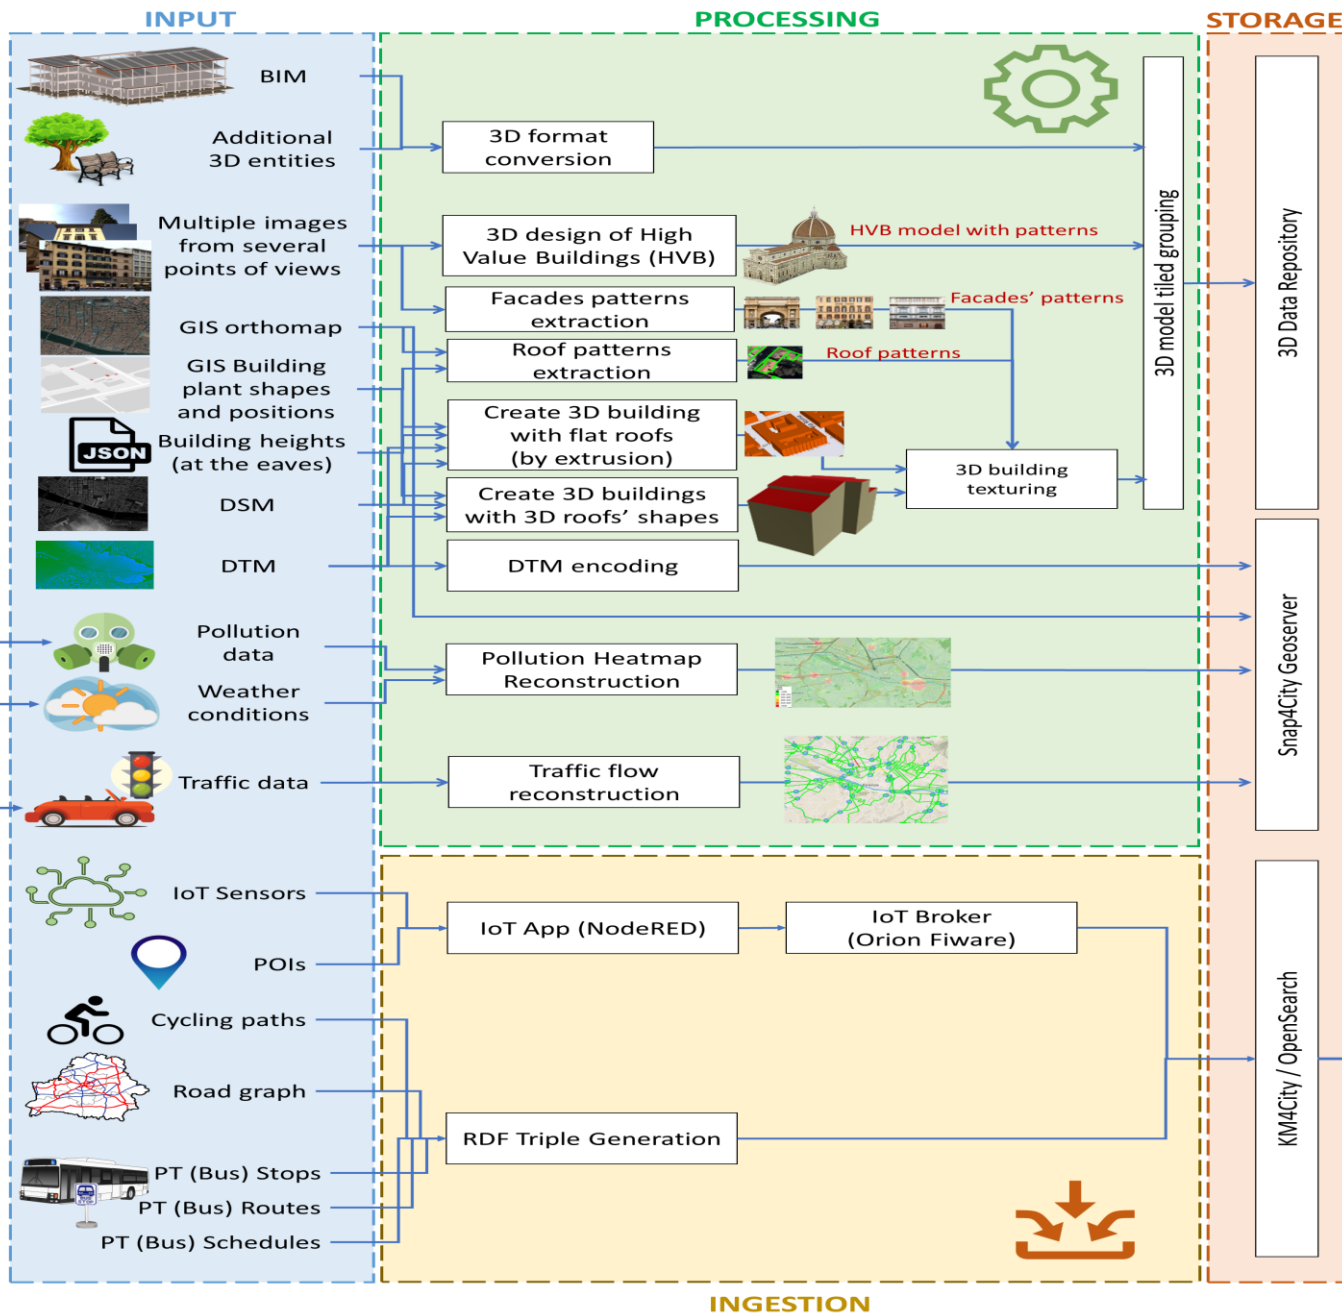 INPUT
PROCESSING
STORAGE
BIM
Additional
3D entities
3D format
conversion
Multiple images
from several
points of views
3D design of High
Value Buildings (HVB)
HVB model with patterns
Facades patterns
extraction
Facades’ patterns
GIS orthomap
Roof patterns
extraction
Roof patterns
GIS Building
plant shapes
and positions
JSON
Building heights
(at the eaves)
Create 3D building
with flat roofs
(by extrusion)
3D building
texturing
DSM
Create 3D buildings
with 3D roofs’ shapes
DTM
DTM encoding
3D model tiled grouping
3D Data Repository
Pollution
data
Weather
conditions
Pollution Heatmap
Reconstruction
Snap4City Geoserver
Traffic data
Traffic flow
reconstruction
IoT Sensors
POIs
IoT App (NodeRED)
IoT Broker
(Orion Fiware)
Cycling paths
Road graph
RDF Triple Generation
KM4City / OpenSearch
BUS
STOP
PT (Bus) Stops
PT (Bus) Routes
PT (Bus) Schedules
INGESTION